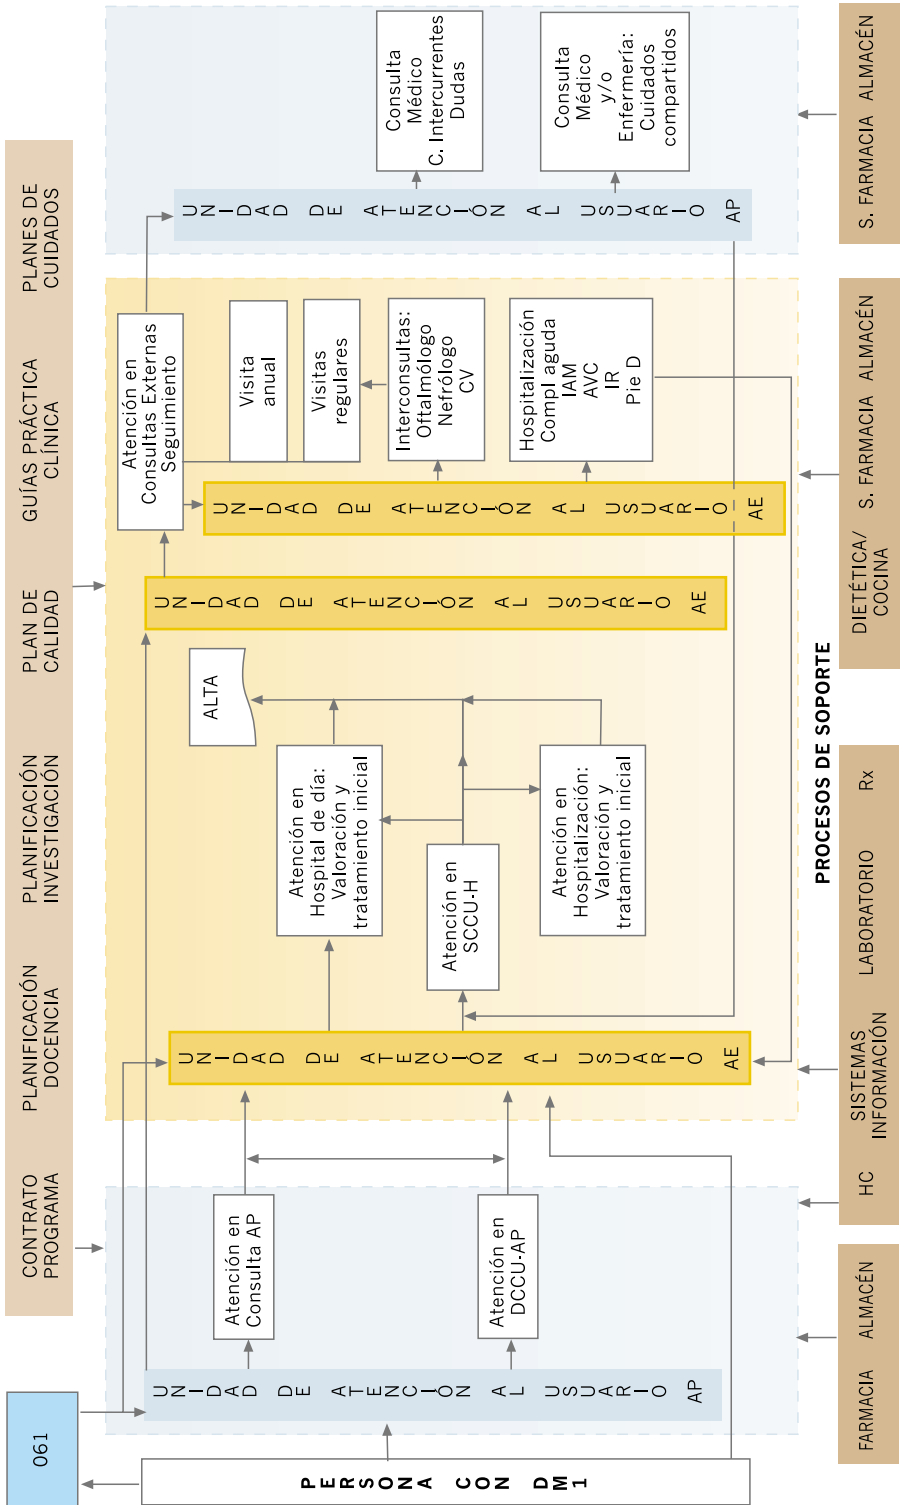 061
CONTRATO
PROGRAMA
PLANIFICACIÓN
DOCENCIA
PLANIFICACIÓN
INVESTIGACIÓN
PLAN DE
CALIDAD
GUÍAS PRÁCTICA
CLÍNICA
PLANES DE
CUIDADOS
PERSONA CON DM1
UNIDAD DE ATENCIÓN AL USUARIO AP
Atención en
Consulta AP
Atención en
DCCU-AP
UNIDAD DE ATENCIÓN AL USUARIO AE
Atención en
Hospital de día:
Valoración y
tratamiento inicial
Atención en
SCCU-H
Atención en
Hospitalización:
Valoración y
tratamiento inicial
ALTA
UNIDAD DE ATENCIÓN AL USUARIO AE
Atención en
Consultas Externas
Seguimiento
UNIDAD DE ATENCIÓN AL USUARIO AE
Visita
anual
Visitas
regulares
Interconsultas:
Oftalmólogo
Nefrólogo
CV
Hospitalización
Compl aguda
IAM
AVC
IR
Pie D
UNIDAD DE ATENCIÓN AL USUARIO AP
Consulta
Médico
C. Intercurrentes
Dudas
Consulta
Médico
y/o
Enfermería:
Cuidados
compartidos
PROCESOS DE SOPORTE
FARMACIA ALMACÉN
HC
SISTEMAS
INFORMACIÓN
LABORATORIO
Rx
DIETÉTICA/
COCINA
S. FARMACIA ALMACÉN
S. FARMACIA ALMACÉN